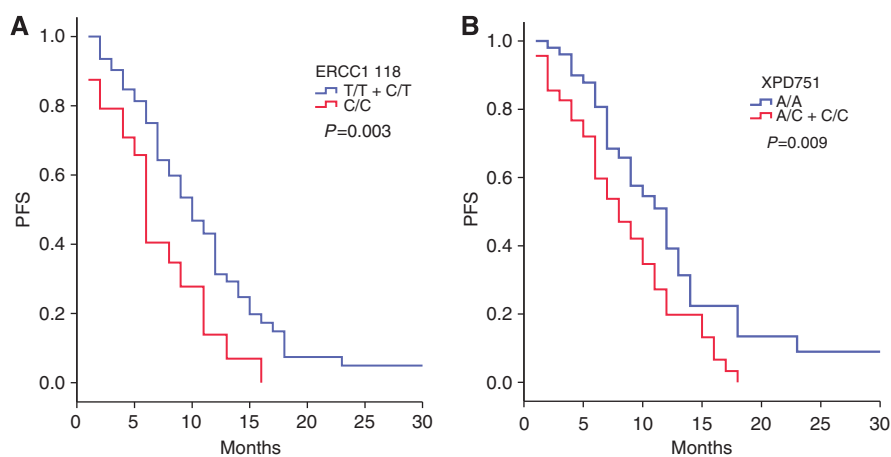 A
ERCC1 118
T/T + C/T
C/C
P=0.003
PFS
1.0
0.8
0.6
0.4
0.2
0.0
0 5 10 15 20 25 30
Months
B
XPD751
A/A
A/C + C/C
P=0.009
PFS
1.0
0.8
0.6
0.4
0.2
0.0
0 5 10 15 20 25 30
Months